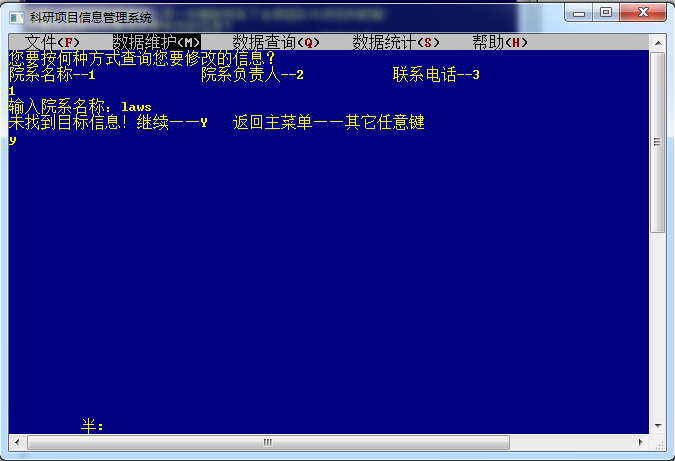 科研项目信息管理系统
文件(F) 数据维护(M) 数据查询(Q) 数据统计(S) 帮助(H)
您要按何种方式查询您要修改的信息？
院系名称--1 院系负责人--2 联系电话--3
1
输入院系名称：laws
未找到目标信息！继续——Y 返回主菜单——其它任意键
y
半：